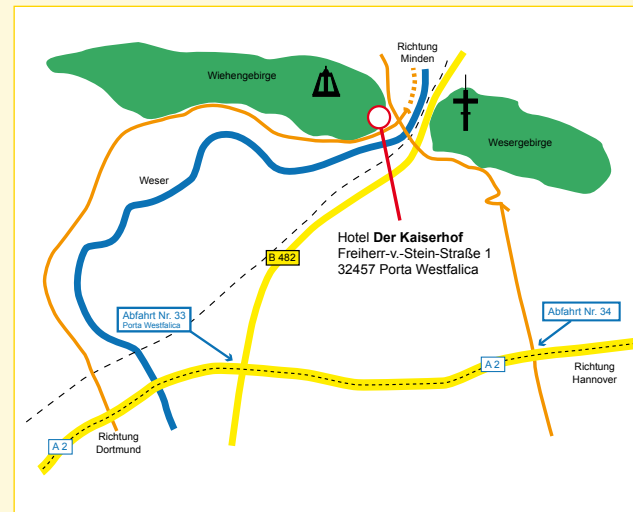 Richtung
Minden
Wiehengebirge
Wesergebirge
Weser
Hotel Der Kaiserhof
Freiherr-v.-Stein-Straße 1
32457 Porta Westfalica
B 482
Abfahrt Nr. 33
Porta Westfalica
Abfahrt Nr. 34
A 2
Richtung
Hannover
Richtung
Dortmund
A 2